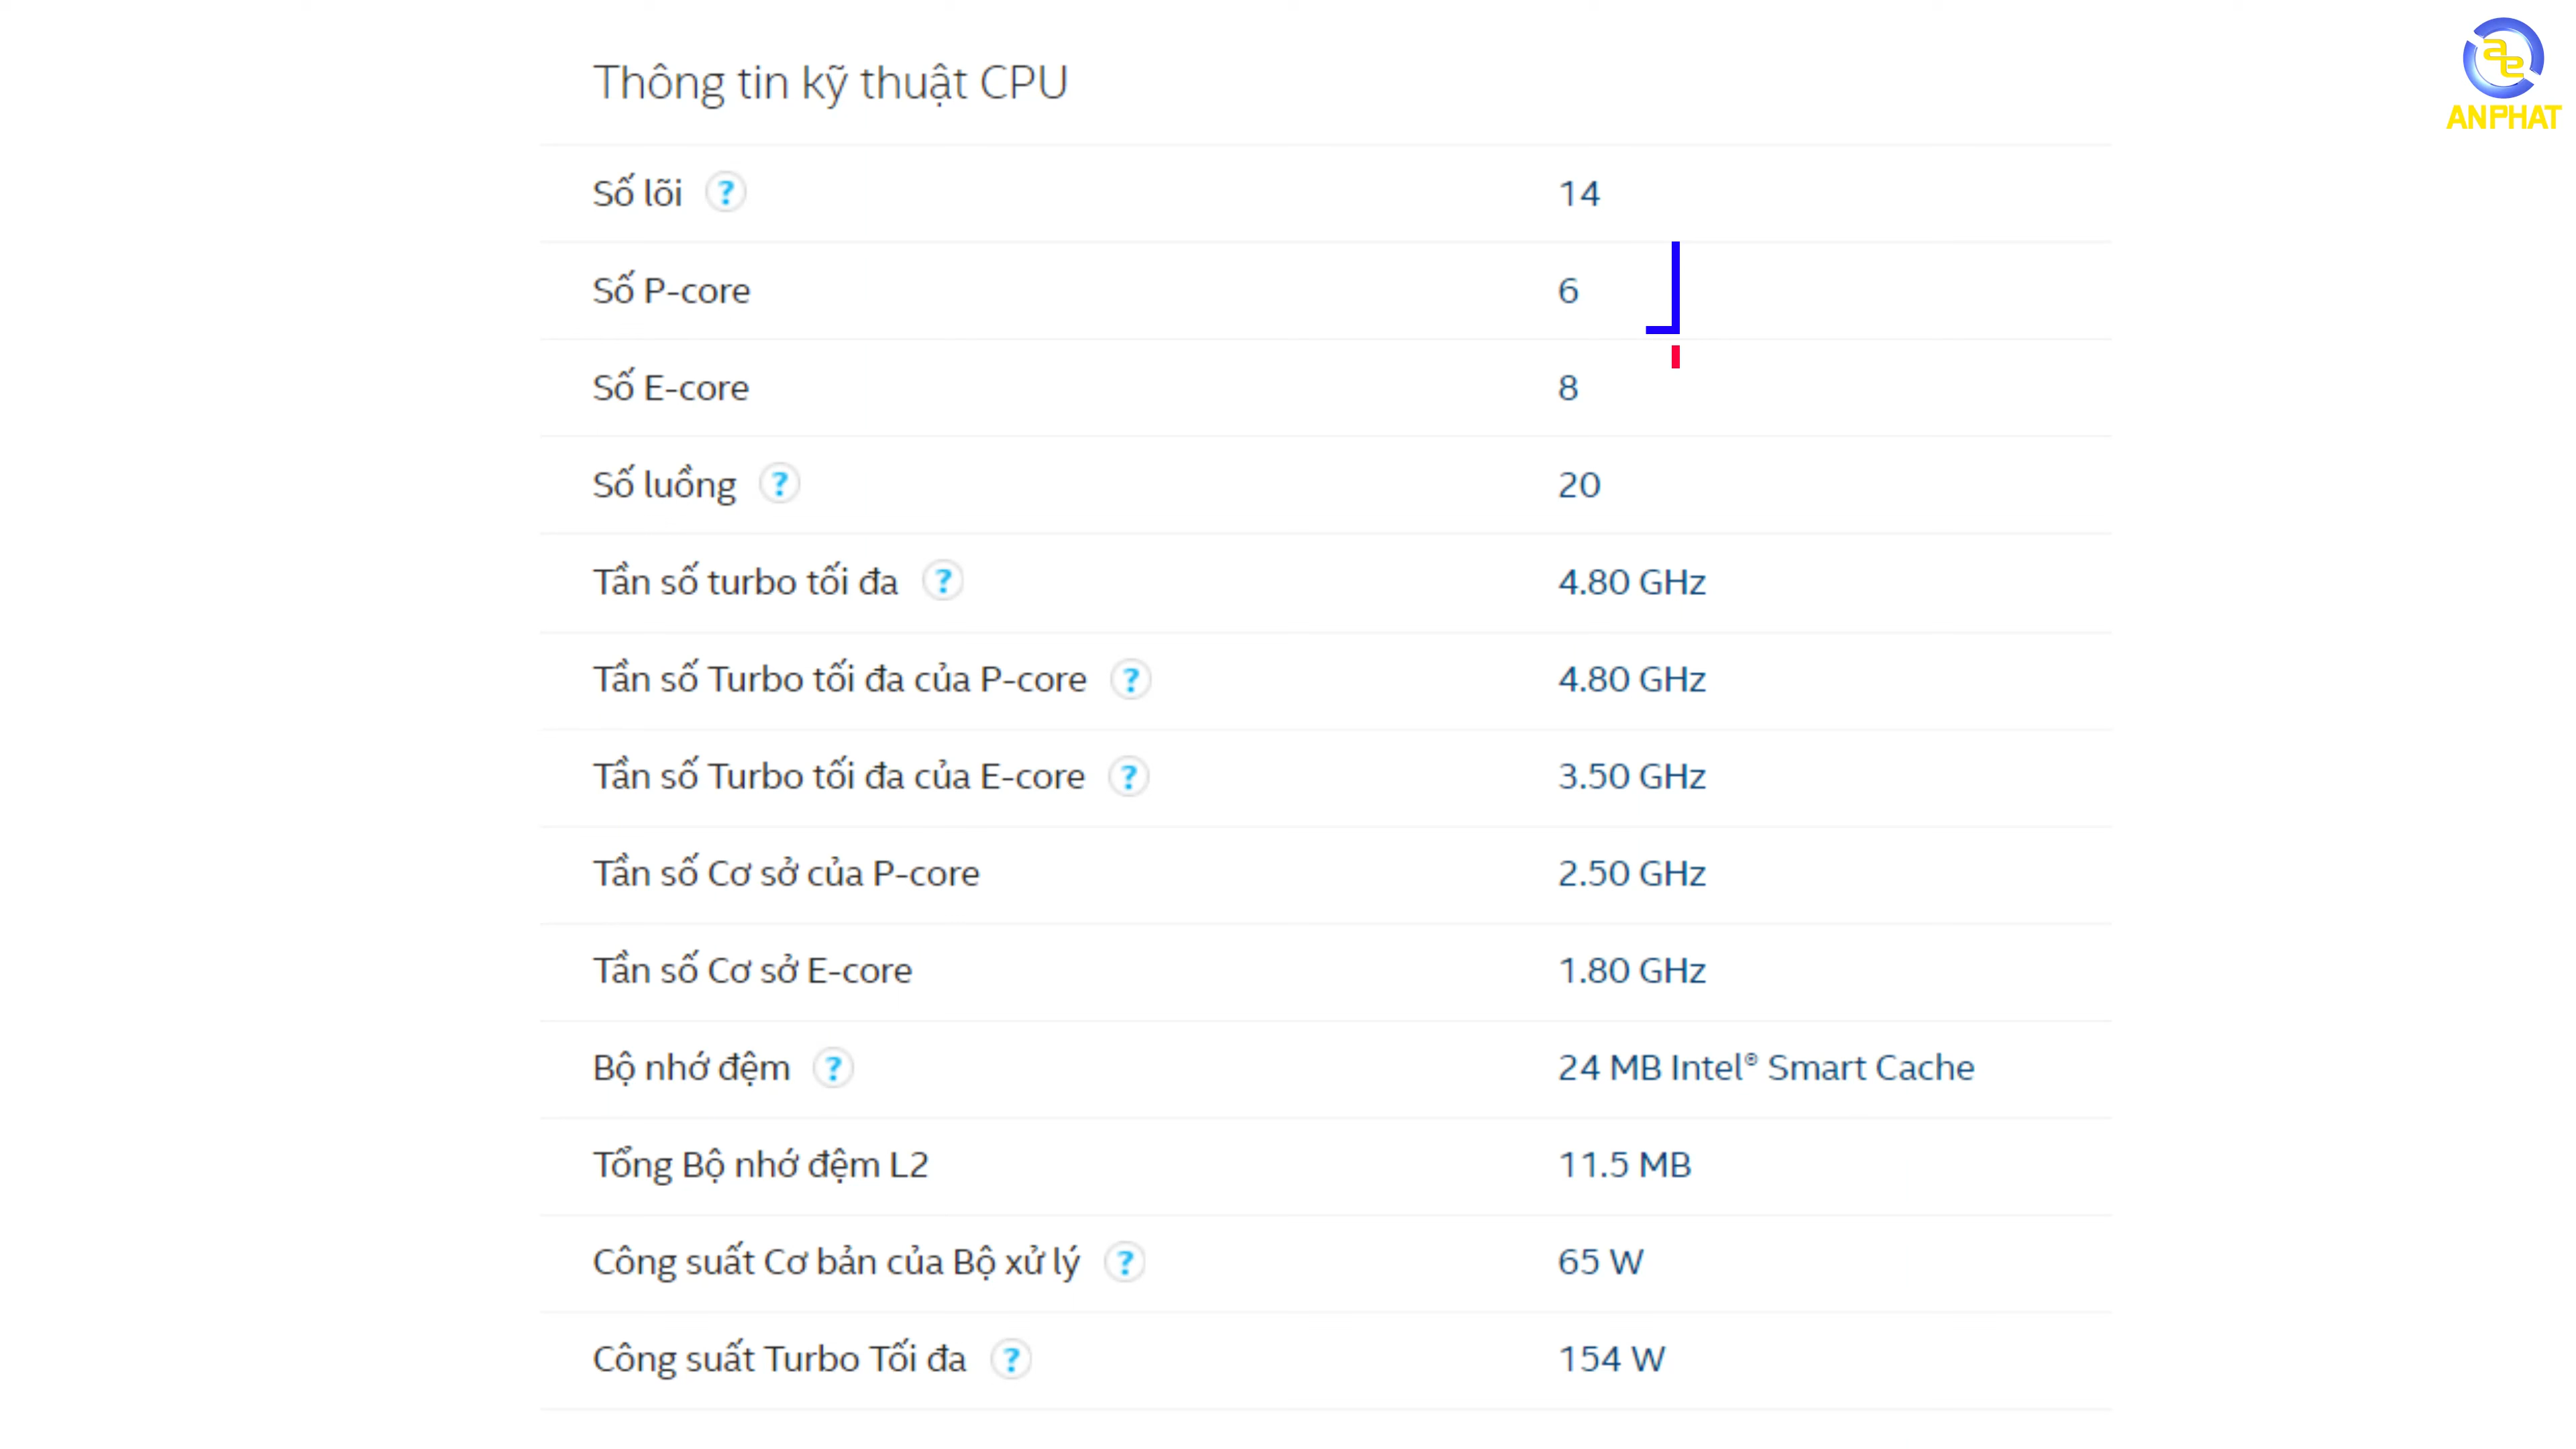 ae
ANPHAT
Thông tin kỹ thuật CPU
Số lõi ? 14
Số P-core 6
Số E-core 8
Số luồng ? 20
Tần số turbo tối đa ? 4.80 GHz
Tần số Turbo tối đa của P-core ? 4.80 GHz
Tần số Turbo tối đa của E-core ? 3.50 GHz
Tần số Cơ sở của P-core 2.50 GHz
Tần số Cơ sở E-core 1.80 GHz
Bộ nhớ đệm ? 24 MB Intel® Smart Cache
Tổng Bộ nhớ đệm L2 11.5 MB
Công suất Cơ bản của Bộ xử lý ? 65 W
Công suất Turbo Tối đa ? 154 W